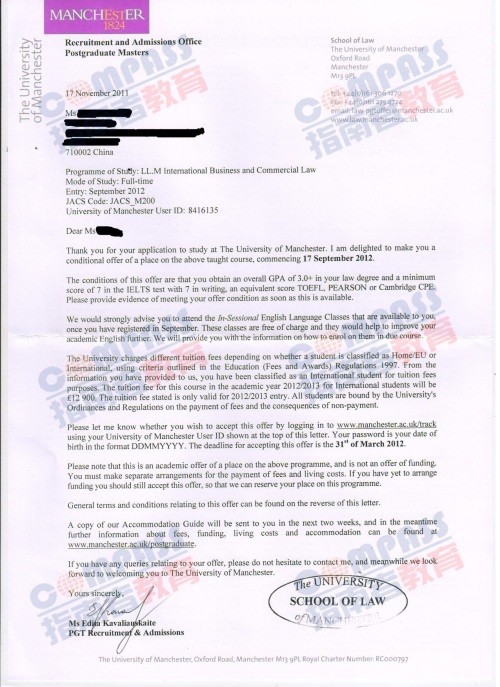 MANCHESTER
1824
The University
of Manchester
Recruitment and Admissions Office
Postgraduate Masters
School of Law
The University of Manchester
Oxford Road
Manchester
M13 9PL
www.law.manchester.ac.uk
17 November 2011
Ms
710002 China
Programme of Study: LL.M International Business and Commercial Law
Mode of Study: Full-time
Entry: September 2012
JACS Code: JACS_M200
University of Manchester User ID: 8416135
Dear Ms
Thank you for your application to study at The University of Manchester. I am delighted to make you a
conditional offer of a place on the above taught course, commencing 17 September 2012.
The conditions of this offer are that you obtain an overall GPA of 3.0+ in your law degree and a minimum
score of 7 in the IELTS test with 7 in writing, an equivalent score TOEFL, PEARSON or Cambridge CPE.
Please provide evidence of meeting your offer condition as soon as this is available.
We would strongly advise you to attend the In-Sessional English Language Classes that are available to you,
once you have registered in September. These classes are free of charge and they would help to improve your
academic English further. We will provide you with the information on how to enrol on them in due course.
The University charges different tuition fees depending on whether a student is classified as Home/EU or
International, using criteria outlined in the Education (Fees and Awards) Regulations 1997. From the
information you have provided to us, you have been classified as an International student for tuition fees
purposes. The tuition fee for this course in the academic year 2012/2013 for International students will be
£12 900. The tuition fee stated is only valid for 2012/2013 entry. All students are bound by the University's
Ordinances and Regulations on the payment of fees and the consequences of non-payment.
Please let me know whether you wish to accept this offer by logging in to www.manchester.ac.uk/track
using your University of Manchester User ID shown at the top of this letter. Your password is your date of
birth in the format DDMMYYYY. The deadline for accepting this offer is the 31st of March 2012.
Please note that this is an academic offer of a place on the above programme, and is not an offer of funding.
You must make separate arrangements for the payment of fees and living costs. If you have yet to arrange
funding you should still accept this offer, so that we can reserve your place on this programme.
General terms and conditions relating to this offer can be found on the reverse of this letter.
A copy of our Accommodation Guide will be sent to you in the next two weeks, and in the meantime
further information about fees, funding, living costs and accommodation can be found at
www.manchester.ac.uk/postgraduate.
If you have any queries relating to your offer, please do not hesitate to contact me, and meanwhile we look
forward to welcoming you to The University of Manchester.
Yours sincerely,
Ms Edita Kavaliauskaite
PGT Recruitment & Admissions
The UNIVERSITY
SCHOOL OF LAW
of MANCHESTER
The University of Manchester, Oxford Road, Manchester M13 9PL Royal Charter Number: RC000797
COMPASS
指南者教育